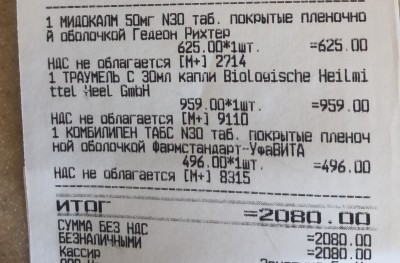 1 МИДОКАЛМ 50мг N30 таб. покрытые пленочно
й оболочкой Гедеон Рихтер
625.00*1шт. =625.00
НДС не облагается [М+] 2714
1 ТРАУМЕЛЬ С 30мл капли Biologische Heilmi
ttel Heel GmbH
959.00*1шт. =959.00
НДС не облагается [М+] 9110
1 КОМБИЛИПЕН ТАБС N30 таб. покрытые пленоч
ной оболочкой Фармстандарт-УфаВИТА
496.00*1шт. =496.00
НДС не облагается [М+] 8315
ИТОГ =2080.00
СУММА БЕЗ НДС =2080.00
БЕЗНАЛИЧНЫМИ =2080.00
Кассир